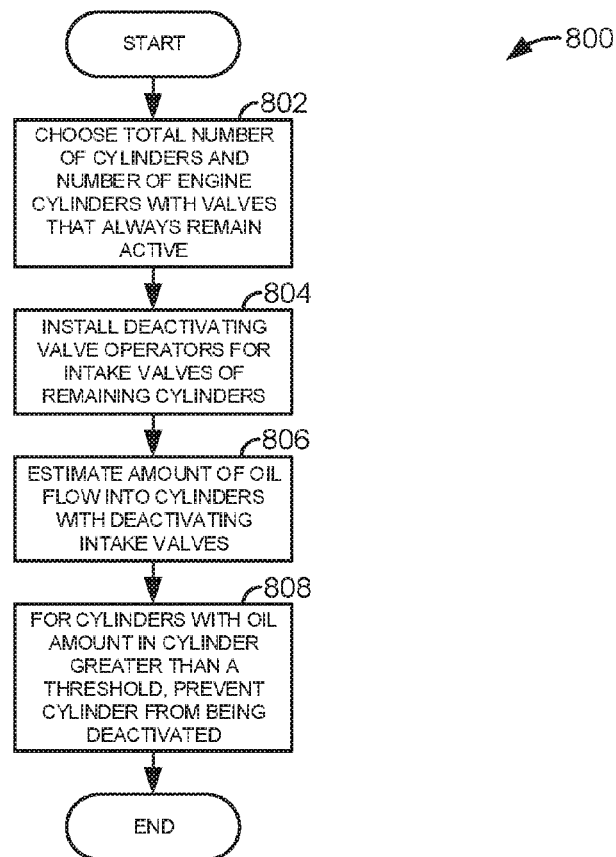 START
800
802
CHOOSE TOTAL NUMBER
OF CYLINDERS AND
NUMBER OF ENGINE
CYLINDERS WITH VALVES
THAT ALWAYS REMAIN
ACTIVE
804
INSTALL DEACTIVATING
VALVE OPERATORS FOR
INTAKE VALVES OF
REMAINING CYLINDERS
806
ESTIMATE AMOUNT OF OIL
FLOW INTO CYLINDERS
WITH DEACTIVATING
INTAKE VALVES
808
FOR CYLINDERS WITH OIL
AMOUNT IN CYLINDER
GREATER THAN A
THRESHOLD, PREVENT
CYLINDER FROM BEING
DEACTIVATED
END